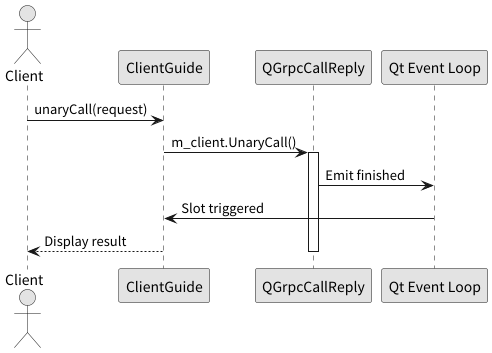 Client
ClientGuide
QGrpcCallReply
Qt Event Loop
unaryCall(request)
m_client.UnaryCall()
Emit finished
Slot triggered
Display result
Client
ClientGuide
QGrpcCallReply
Qt Event Loop